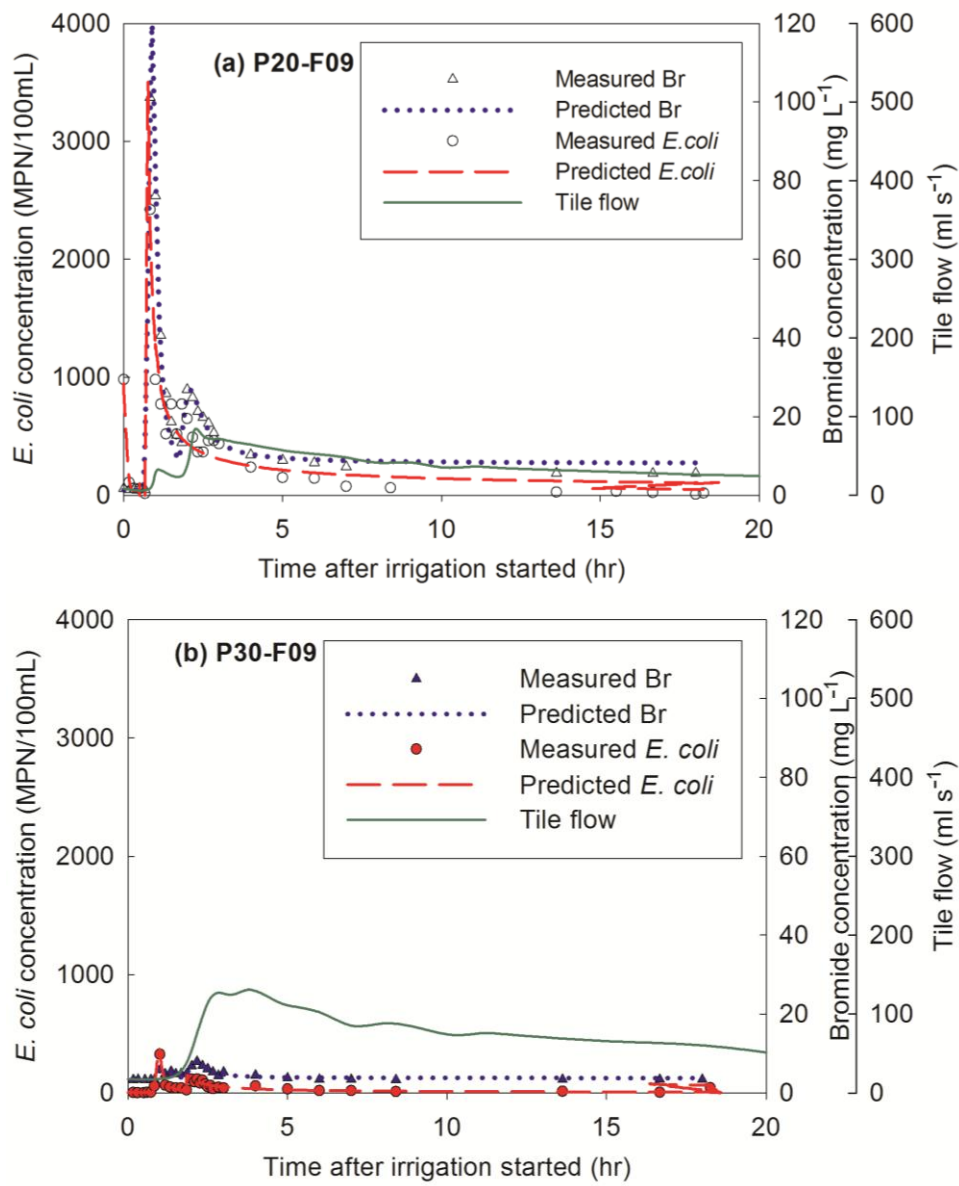 (a) P20-F09
Measured Br
Predicted Br
Measured E.coli
Predicted E.coli
Tile flow
E. coli concentration (MPN/100mL)
4000
3000
2000
1000
0
Bromide concentration (mg L⁻¹)
120
100
80
60
40
20
0
Tile flow (ml s⁻¹)
600
500
400
300
200
100
0
0 5 10 15 20
Time after irrigation started (hr)
(b) P30-F09
Measured Br
Predicted Br
Measured E. coli
Predicted E. coli
Tile flow
E. coli concentration (MPN/100mL)
4000
3000
2000
1000
0
Bromide concentration (mg L⁻¹)
120
100
80
60
40
20
0
Tile flow (ml s⁻¹)
600
500
400
300
200
100
0
0 5 10 15 20
Time after irrigation started (hr)